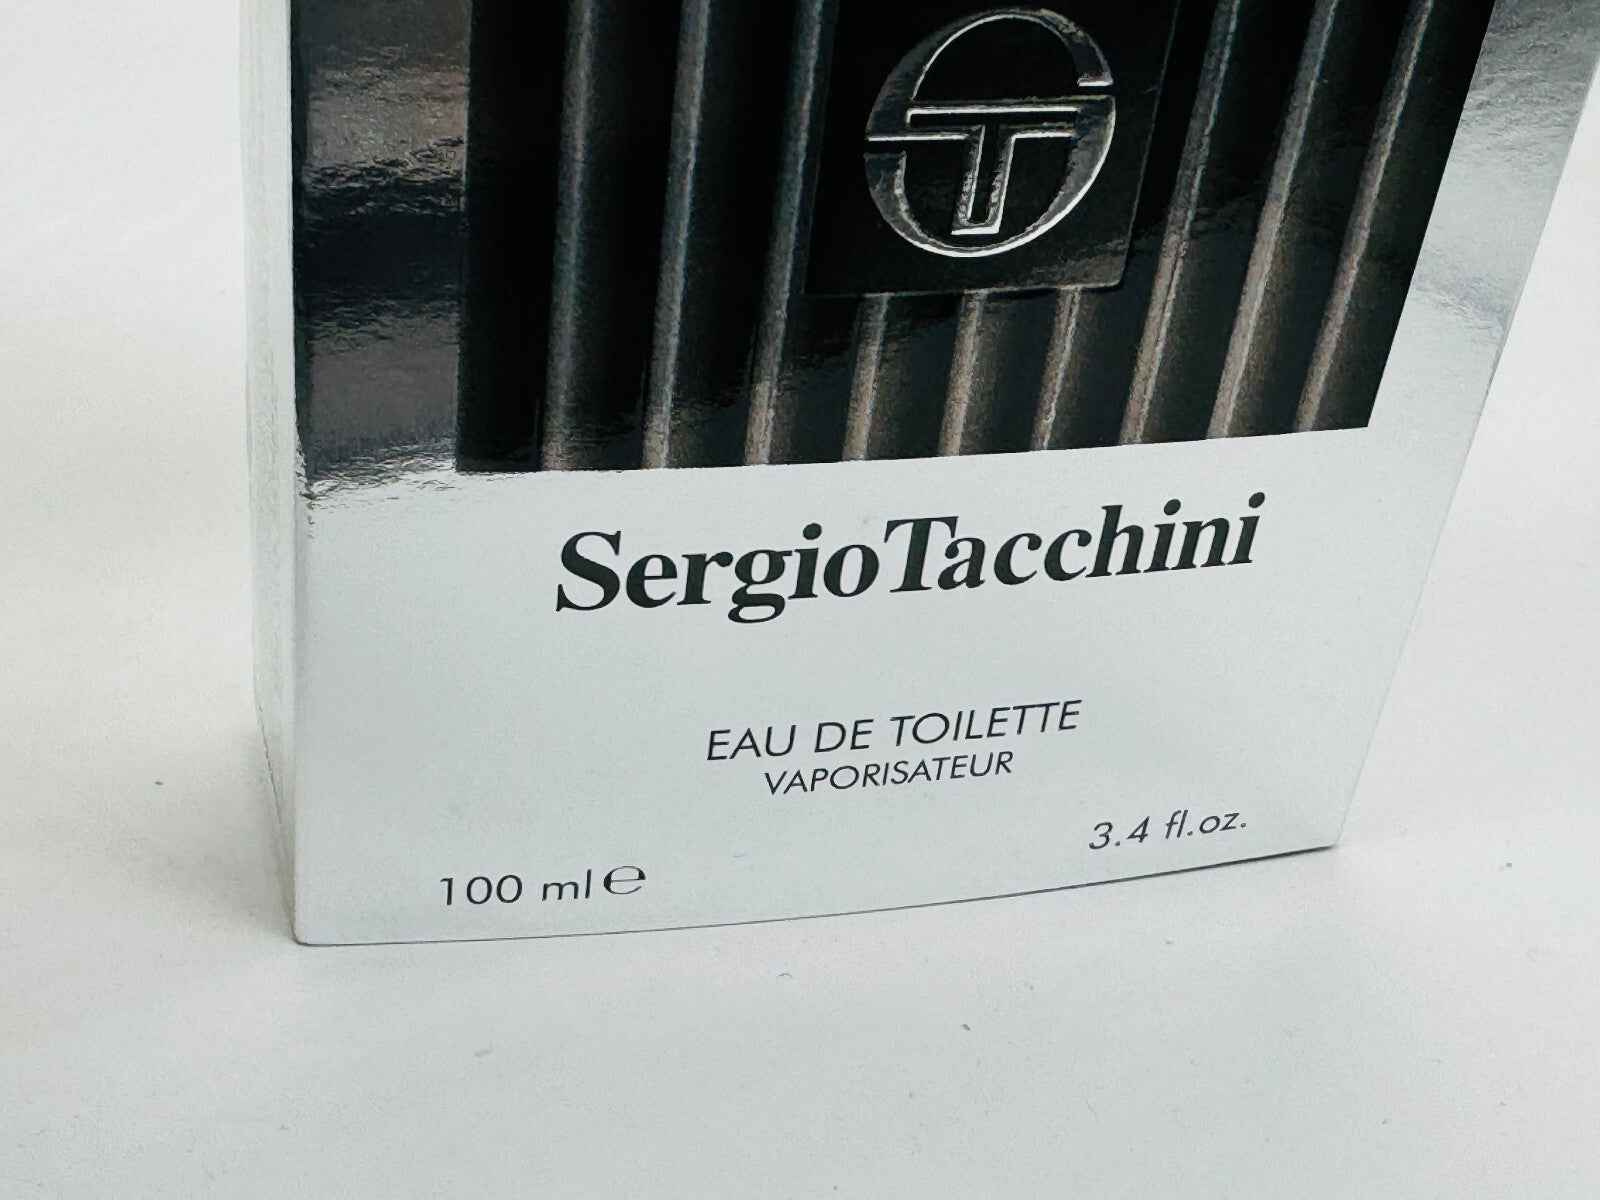 SergioTacchini
EAU DE TOILETTE
VAPORISATEUR
3.4 fl.oz.
100 ml ℮